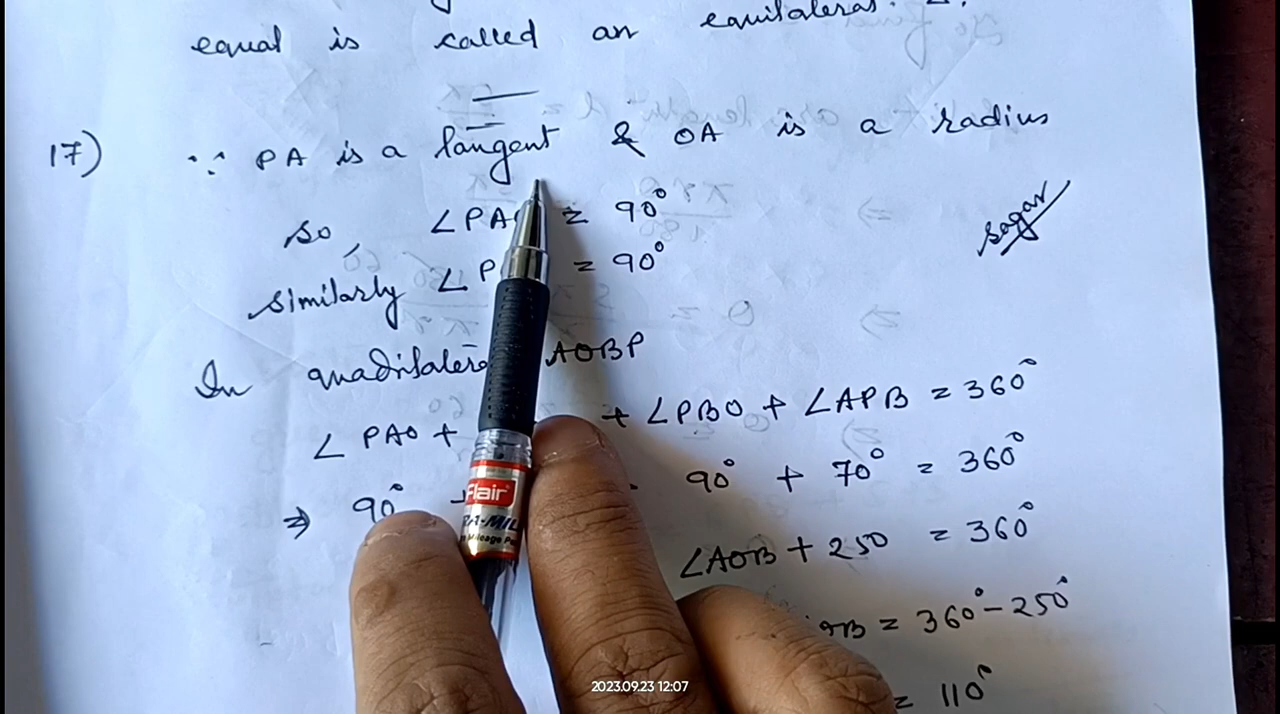 equal is called an equilateral Δ.
17) ∵ PA is a tangent & OA is a radius
so, ∠PAO = 90°
sagar
similarly ∠P = 90°
In quadrilateral AOBP
∠PAO + + ∠PBO + ∠APB = 360°
⇒ 90° + 90° + 70° = 360°
∠AOB + 250 = 360°
= 360° - 250°
= 110°
Flair
2023.09.23 12:07